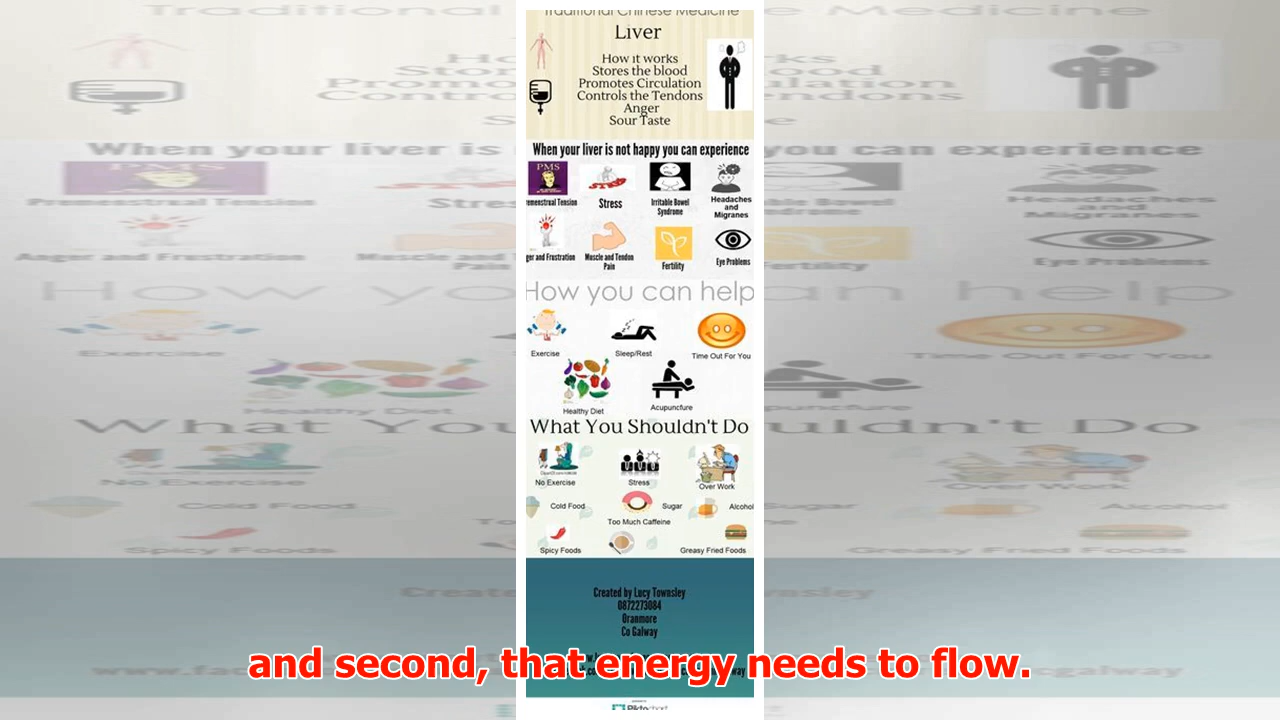 Traditional Chinese Medicine
Liver
How it works
Stores the blood
Promotes Circulation
Controls the Tendons
Anger
Sour Taste
When your liver is not happy you can experience
PMS
emenstrual Tension
Stress
Irritable Bowel
Syndrome
Headaches
and
Migranes
ger and Frustration
Muscle and Tendon
Pain
Fertility
Eye Problems
How you can help
Exercise
Sleep/Rest
Time Out For You
Healthy Diet
Acupuncture
What You Shouldn't Do
No Exercise
Stress
Over Work
Cold Food
Sugar
Alcohol
Too Much Caffeine
Spicy Foods
Greasy Fried Foods
Created by Lucy Townsley
0872273084
Oranmore
Co Galway
and second, that energy needs to flow.